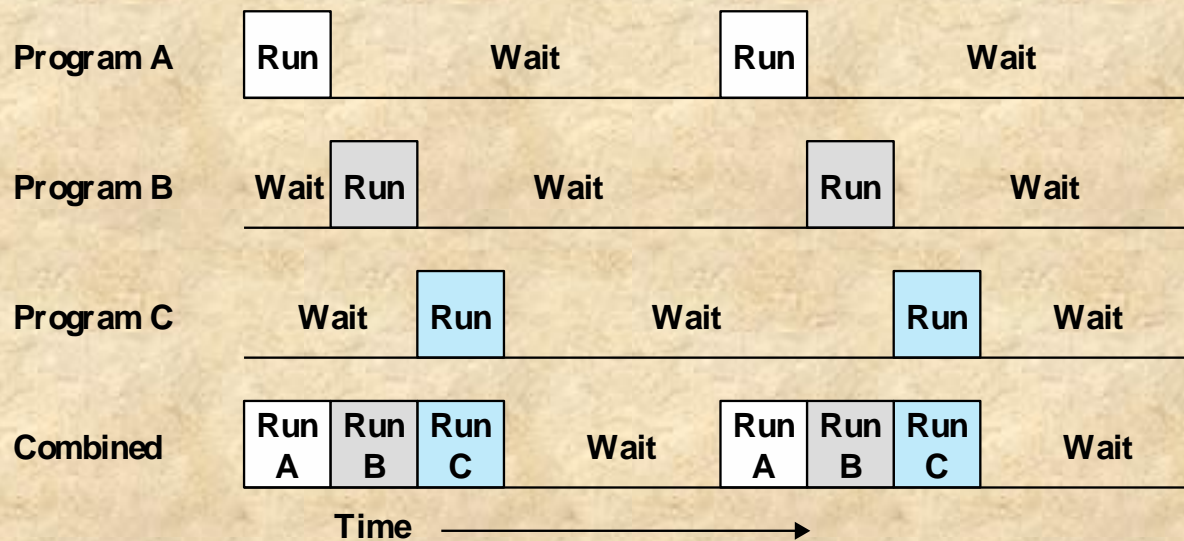 Program A Run Wait Run Wait
Program B Wait Run Wait Run Wait
Program C Wait Run Wait Run Wait
Combined Run A Run B Run C Wait Run A Run B Run C Wait
Time